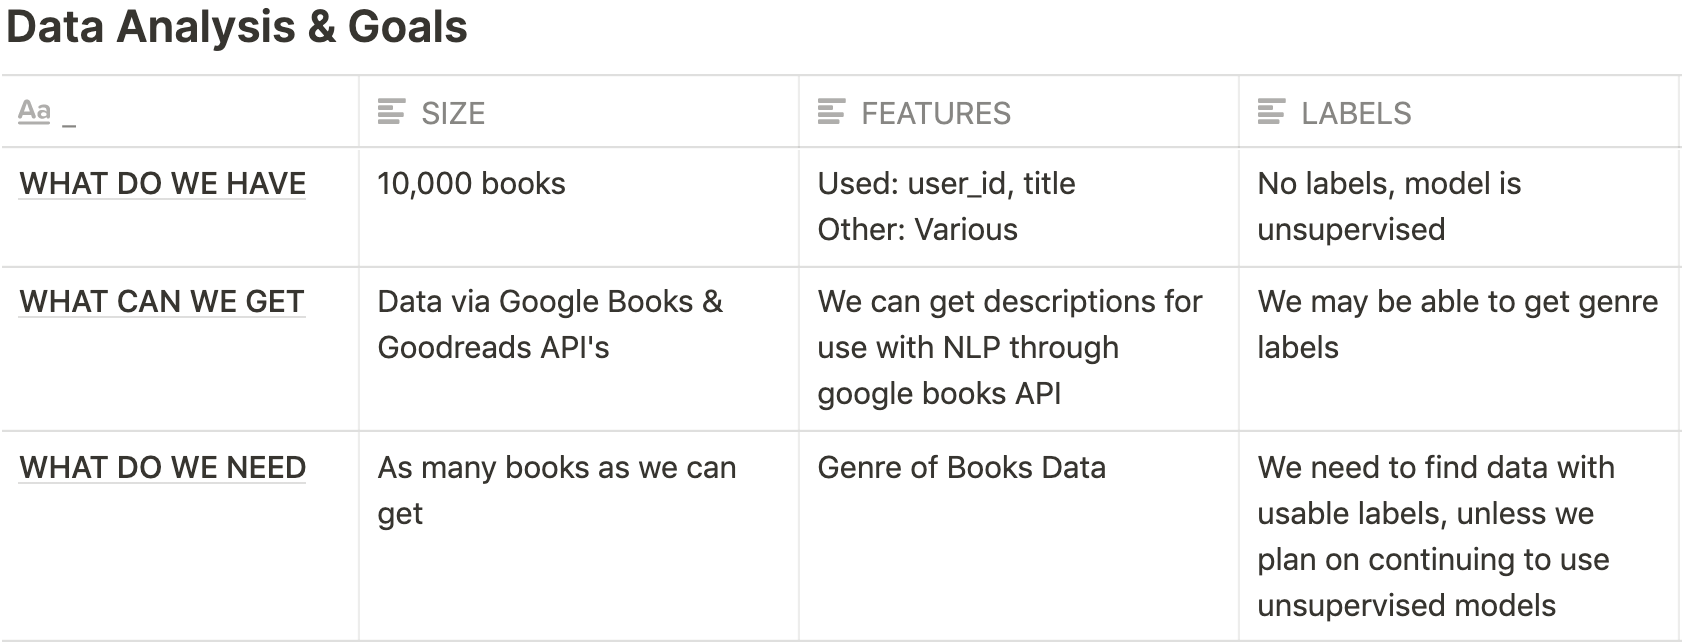 Data Analysis & Goals
Aa _
SIZE
FEATURES
LABELS
WHAT DO WE HAVE
10,000 books
Used: user_id, title
Other: Various
No labels, model is
unsupervised
WHAT CAN WE GET
Data via Google Books &
Goodreads API's
We can get descriptions for
use with NLP through
google books API
We may be able to get genre
labels
WHAT DO WE NEED
As many books as we can
get
Genre of Books Data
We need to find data with
usable labels, unless we
plan on continuing to use
unsupervised models